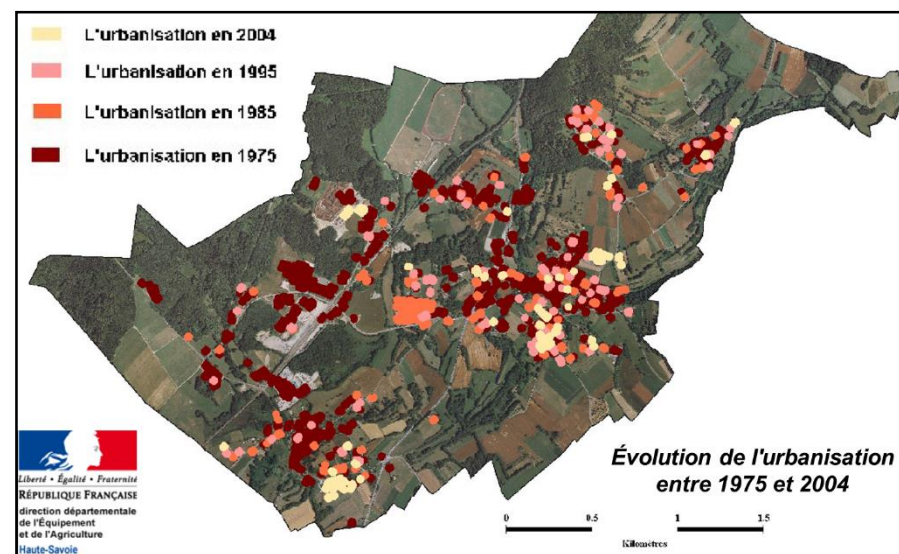 L'urbanisation en 2004
L'urbanisation en 1995
L'urbanisation en 1985
L'urbanisation en 1975
Liberté • Égalité • Fraternité
RÉPUBLIQUE FRANÇAISE
direction départementale
de l'Équipement
et de l'Agriculture
Haute-Savoie
Évolution de l'urbanisation
entre 1975 et 2004
0 0.5 1 1.5
Kilomètres